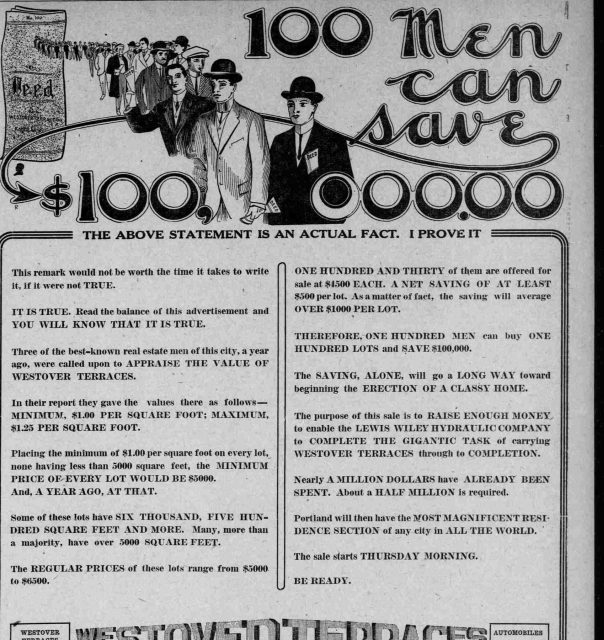 Deed
100 Men
can
save
DEED
$100,000.00
THE ABOVE STATEMENT IS AN ACTUAL FACT. I PROVE IT
This remark would not be worth the time it takes to write
it, if it were not TRUE.
IT IS TRUE. Read the balance of this advertisement and
YOU WILL KNOW THAT IT IS TRUE.
Three of the best-known real estate men of this city, a year
ago, were called upon to APPRAISE THE VALUE OF
WESTOVER TERRACES.
In their report they gave the values there as follows—
MINIMUM, $1.00 PER SQUARE FOOT; MAXIMUM,
$1.25 PER SQUARE FOOT.
Placing the minimum of $1.00 per square foot on every lot,
none having less than 5000 square feet, the MINIMUM
PRICE OF EVERY LOT WOULD BE $5000.
And, A YEAR AGO, AT THAT.
Some of these lots have SIX THOUSAND, FIVE HUN-
DRED SQUARE FEET AND MORE. Many, more than
a majority, have over 5000 SQUARE FEET.
The REGULAR PRICES of these lots range from $5000
to $6500.
ONE HUNDRED AND THIRTY of them are offered for
sale at $4500 EACH. A NET SAVING OF AT LEAST
$500 per lot. As a matter of fact, the saving will average
OVER $1000 PER LOT.
THEREFORE, ONE HUNDRED MEN can buy ONE
HUNDRED LOTS and SAVE $100,000.
The SAVING, ALONE, will go a LONG WAY toward
beginning the ERECTION OF A CLASSY HOME.
The purpose of this sale is to RAISE ENOUGH MONEY
to enable the LEWIS WILEY HYDRAULIC COMPANY
to COMPLETE THE GIGANTIC TASK of carrying
WESTOVER TERRACES through to COMPLETION.
Nearly A MILLION DOLLARS have ALREADY BEEN
SPENT. About a HALF MILLION is required.
Portland will then have the MOST MAGNIFICENT RESI-
DENCE SECTION of any city in ALL THE WORLD.
The sale starts THURSDAY MORNING.
BE READY.
WESTOVER
WESTOVER TERRACES
AUTOMOBILES